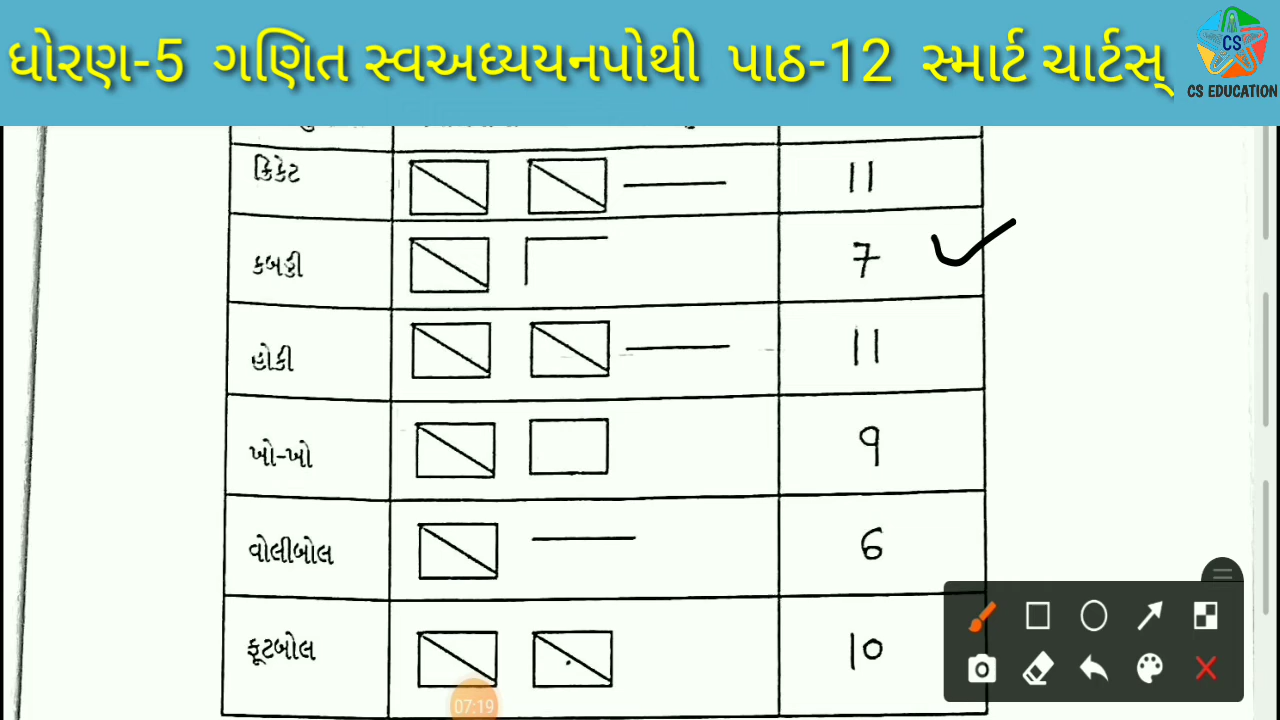 ધોરણ-5 ગણિત સ્વઅધ્યયનપોથી પાઠ-12 સ્માર્ટ ચાર્ટસ્
CS
CS EDUCATION
ક્રિકેટ 11
કબડ્ડી 7
હોકી 11
ખો-ખો 9
વોલીબોલ 6
ફૂટબોલ 10
07:19